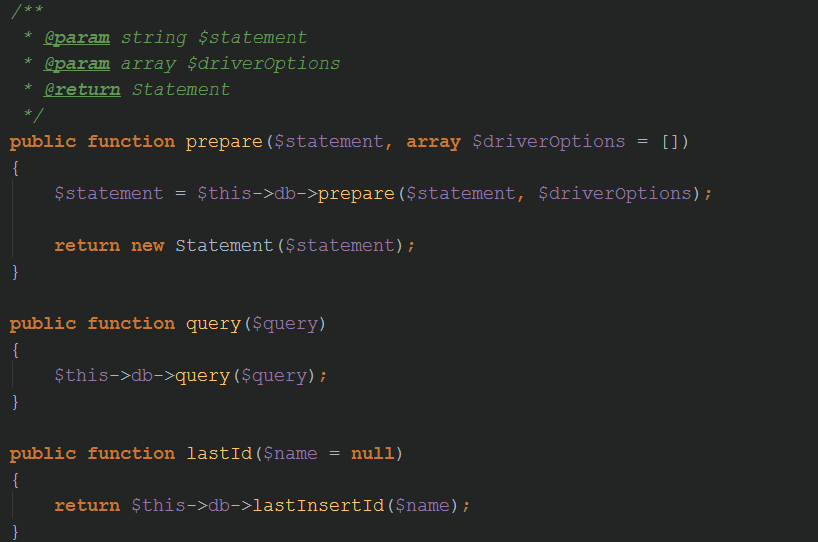 /**
 * @param string $statement
 * @param array $driverOptions
 * @return Statement
 */
public function prepare($statement, array $driverOptions = [])
{
    $statement = $this->db->prepare($statement, $driverOptions);

    return new Statement($statement);
}

public function query($query)
{
    $this->db->query($query);
}

public function lastId($name = null)
{
    return $this->db->lastInsertId($name);
}